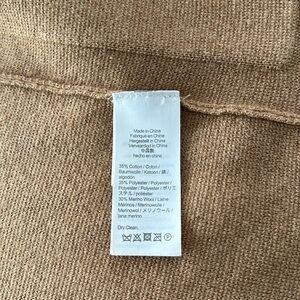 Made in China
Fabriqué en China
Hergestellt in China
Vervaardigd in China
中国製
hecho en china
35% Cotton / Coton /
Baumwolle / Katoen / 綿 /
algodón
35% Polyester / Polyester /
Polyester / Polyester / ポリエ
ステル / poliéster
30% Merino Wool / Laine
Mérinos / Merinowolle /
Merinowol / メリノウール /
lana merino
Dry Clean.